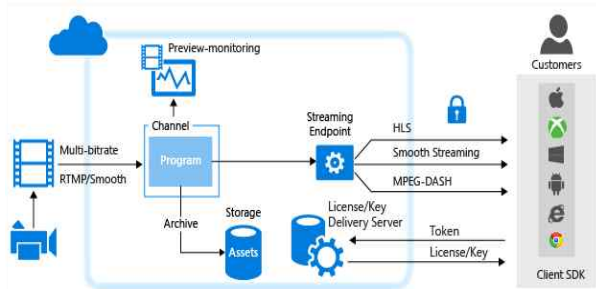 Preview-monitoring
Customers
Channel
Program
Multi-bitrate
RTMP/Smooth
Streaming
Endpoint
HLS
Smooth Streaming
MPEG-DASH
Archive
Storage
Assets
License/Key
Delivery Server
Token
License/Key
Client SDK